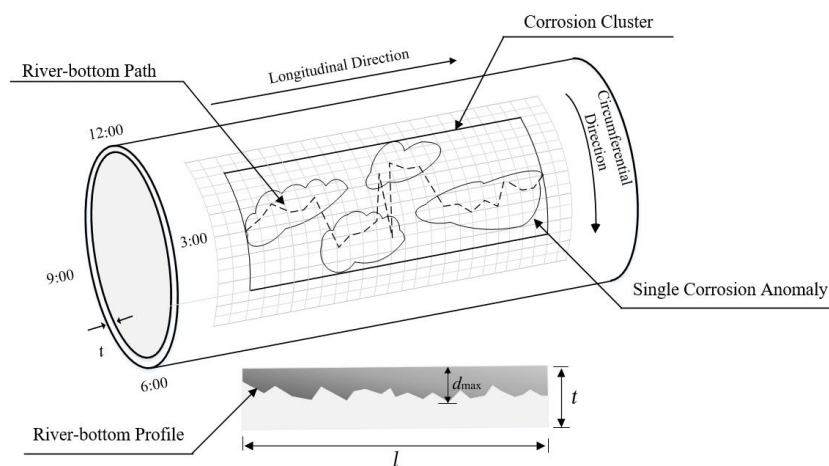 Corrosion Cluster
River-bottom Path
Longitudinal Direction
Circumferential
Direction
12:00
3:00
9:00
Single Corrosion Anomaly
t
6:00
dmax
t
River-bottom Profile
l